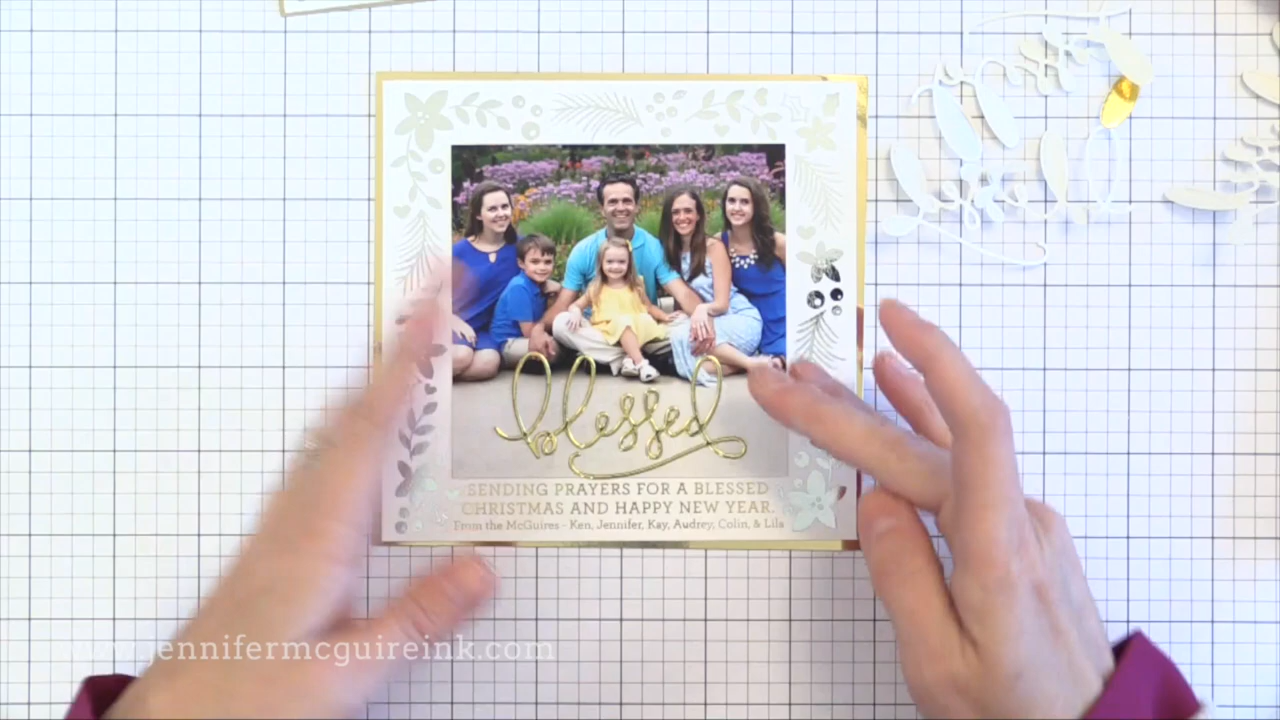 blessed
SENDING PRAYERS FOR A BLESSED
CHRISTMAS AND HAPPY NEW YEAR.
From the McGuires - Ken, Jennifer, Kay, Audrey, Colin, & Lila
blessed
www.jennifermcguireink.com